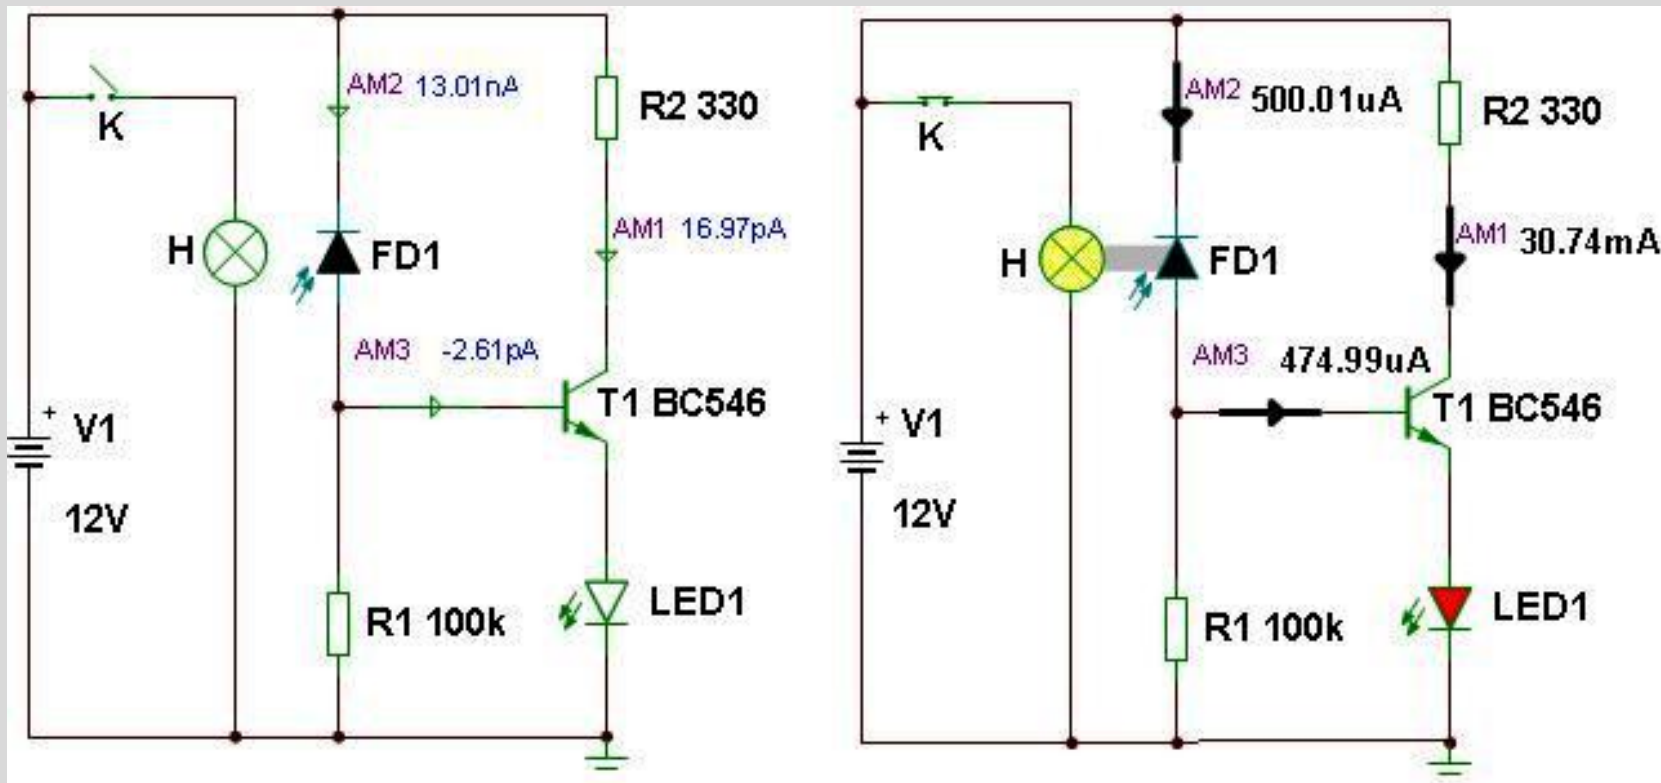 AM2 13.01nA
R2 330
K
AM1 16.97pA
H
FD1
AM3 -2.61pA
T1 BC546
+ V1
12V
R1 100k
LED1
AM2 500.01uA
R2 330
K
AM1 30.74mA
H
FD1
AM3 474.99uA
T1 BC546
+ V1
12V
R1 100k
LED1